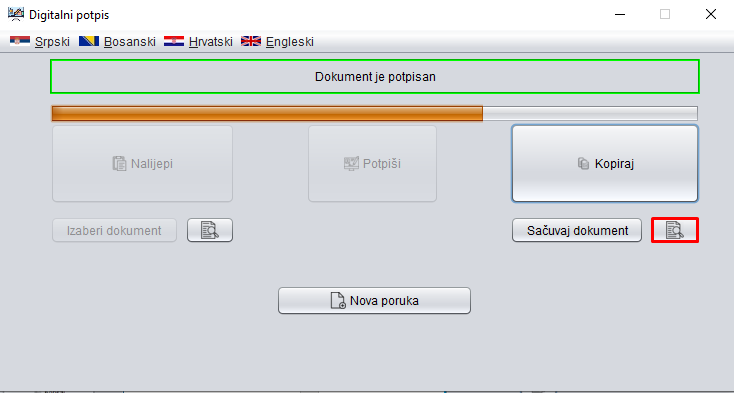 Digitalni potpis
Srpski Bosanski Hrvatski Engleski
Dokument je potpisan
Nalijepi Potpiši Kopiraj
Izaberi dokument Sačuvaj dokument
Nova poruka